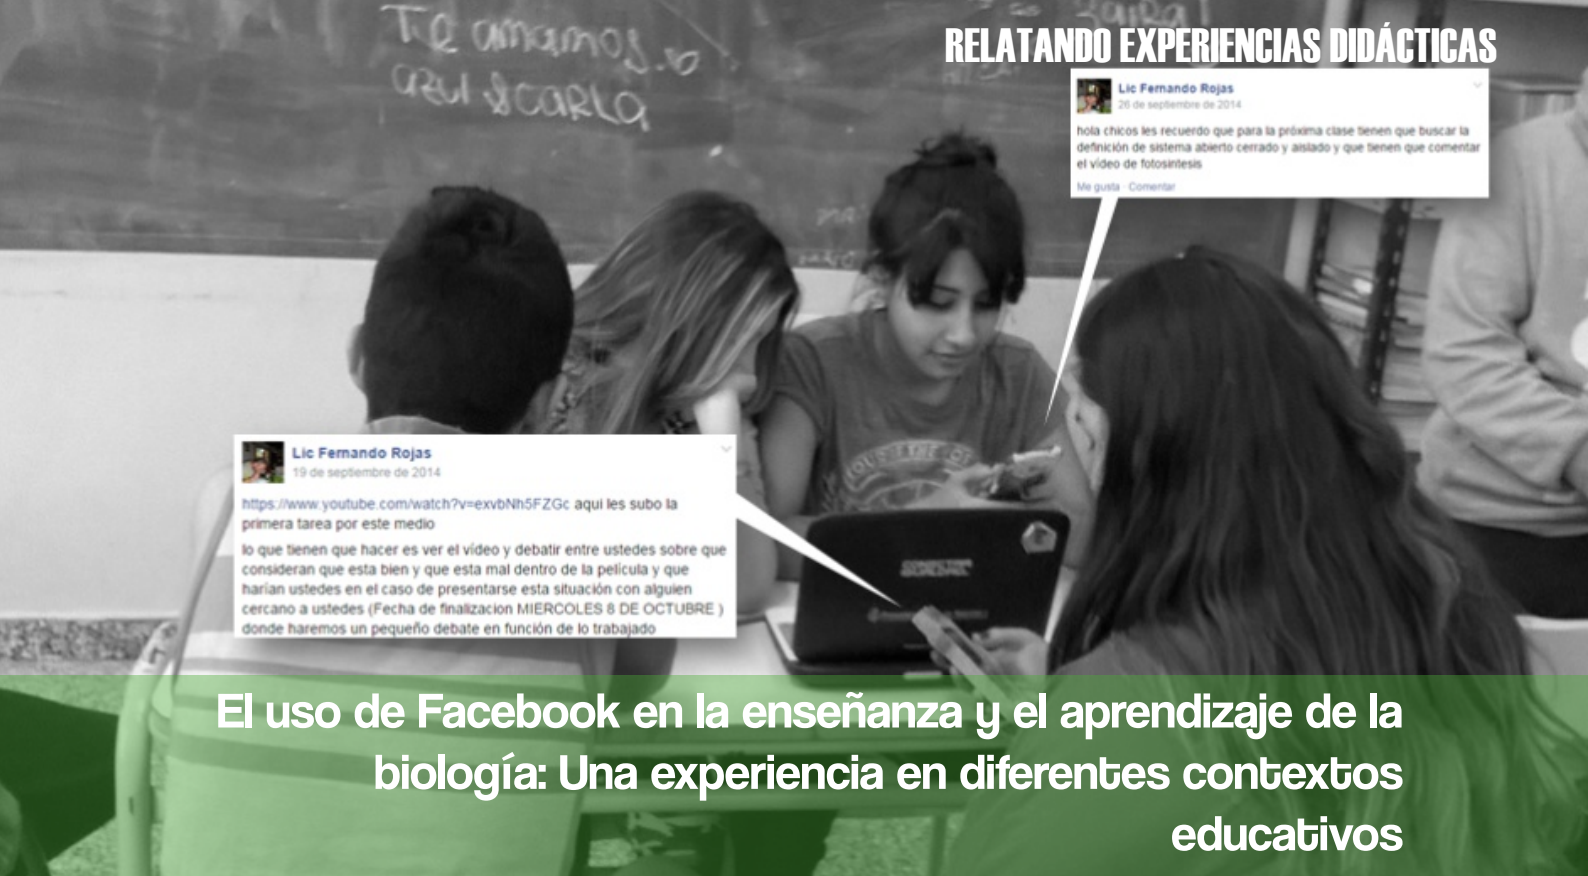 Te amamos
azul scarla
RELATANDO EXPERIENCIAS DIDÁCTICAS
Lic Fernando Rojas
26 de septiembre de 2014
hola chicos les recuerdo que para la próxima clase tienen que buscar la
definición de sistema abierto cerrado y aislado y que tienen que comentar
el vídeo de fotosintesis
Me gusta · Comentar
Lic Fernando Rojas
19 de septiembre de 2014
https://www.youtube.com/watch?v=exvbNh5FZGc aqui les subo la
primera tarea por este medio
lo que tienen que hacer es ver el vídeo y debatir entre ustedes sobre que
consideran que esta bien y que esta mal dentro de la película y que
harían ustedes en el caso de presentarse esta situación con alguien
cercano a ustedes (Fecha de finalizacion MIERCOLES 8 DE OCTUBRE )
donde haremos un pequeño debate en función de lo trabajado
El uso de Facebook en la enseñanza y el aprendizaje de la
biología: Una experiencia en diferentes contextos
educativos